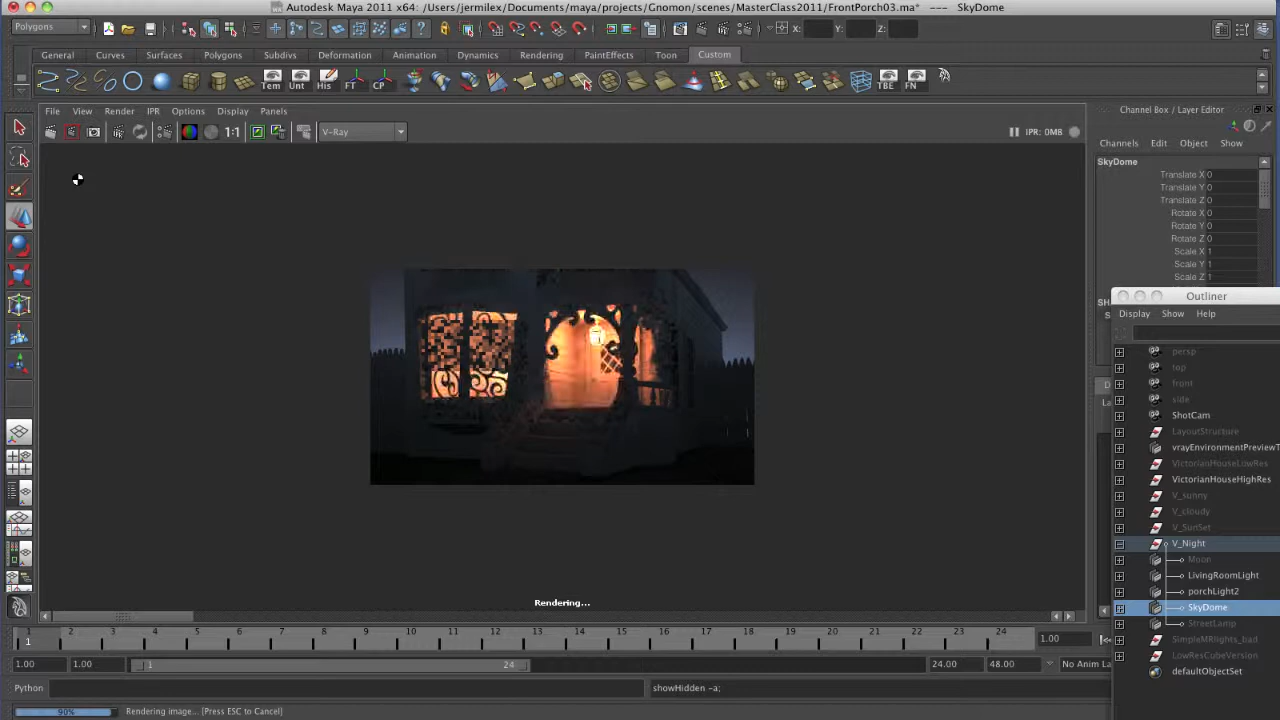 Autodesk Maya 2011 x64: /Users/jermilex/Documents/maya/projects/Gnomon/scenes/MasterClass2011/FrontPorch03.ma* --- SkyDome
Polygons
X:
Y:
Z:
General Curves Surfaces Polygons Subdivs Deformation Animation Dynamics Rendering PaintEffects Toon Custom
Tem Unt His FT CP TBE FN
File View Render IPR Options Display Panels
1:1
V-Ray
IPR: 0MB
Channel Box / Layer Editor
Channels Edit Object Show
SkyDome
Translate X 0
Translate Y 0
Translate Z 0
Rotate X 0
Rotate Y 0
Rotate Z 0
Scale X 1
Scale Y 1
Scale Z 1
Outliner
Display Show Help
persp
top
front
side
ShotCam
LayoutStructure
vrayEnvironmentPreviewT
VictorianHouseLowRes
VictorianHouseHighRes
V_sunny
V_cloudy
V_SunSet
V_Night
Moon
LivingRoomLight
porchLight2
SkyDome
StreetLamp
SimpleMRlights_bad
LowResCubeVersion
defaultObjectSet
Rendering...
1 2 3 4 5 6 7 8 9 10 11 12 13 14 15 16 17 18 19 20 21 22 23 24
1
1.00
1.00 1.00 1 24 24.00 48.00 No Anim La
Python
showHidden -a;
90% Rendering image... (Press ESC to Cancel)